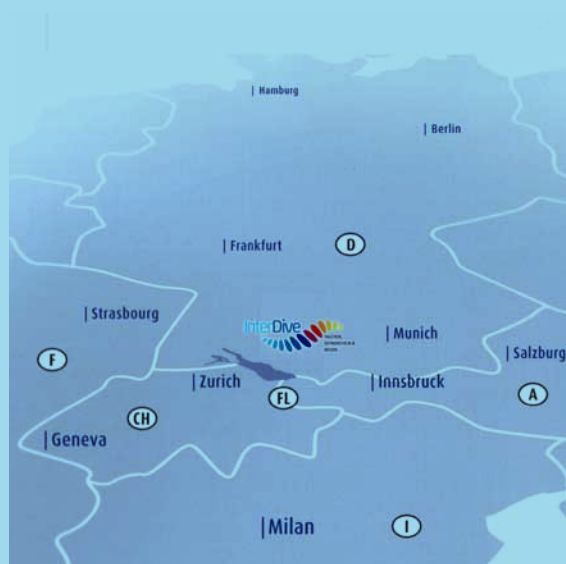 Hamburg
Berlin
Frankfurt
D
Strasbourg
InterDive
Munich
Salzburg
F
Zurich
FL
Innsbruck
A
CH
Geneva
Milan
I